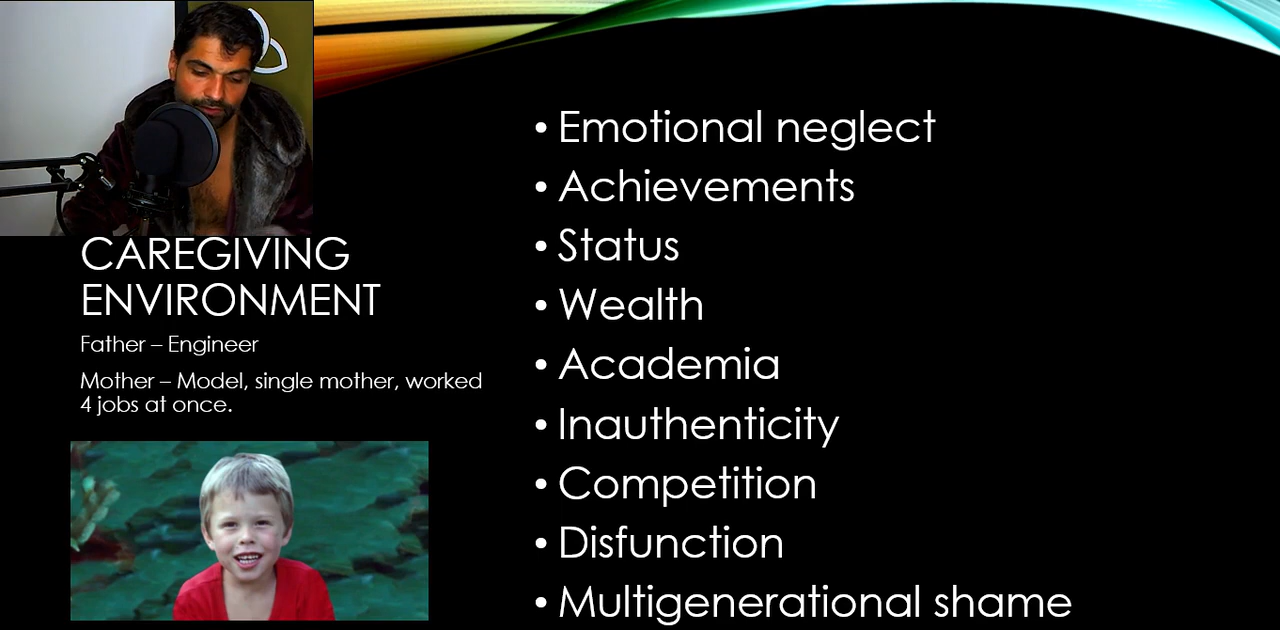 CAREGIVING
ENVIRONMENT
Father – Engineer
Mother – Model, single mother, worked
4 jobs at once.
• Emotional neglect
• Achievements
• Status
• Wealth
• Academia
• Inauthenticity
• Competition
• Disfunction
• Multigenerational shame